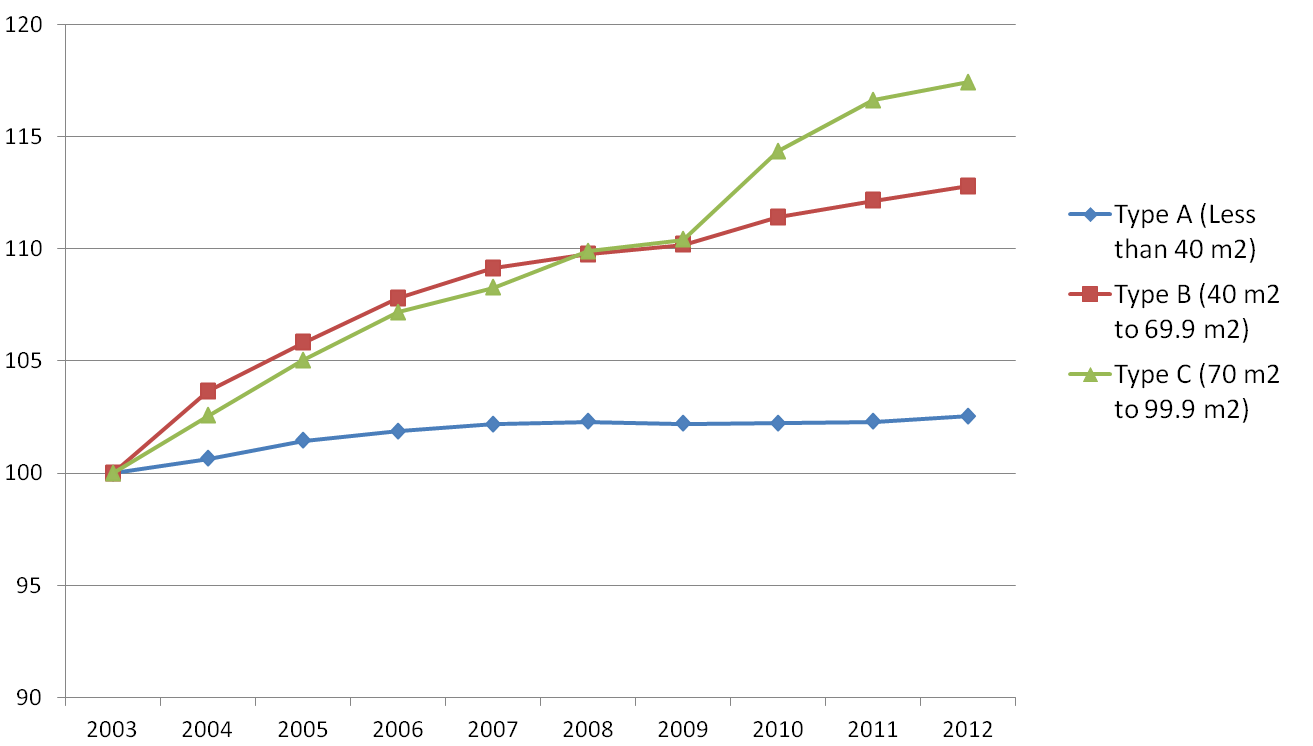 120
115
110
105
100
95
90
2003 2004 2005 2006 2007 2008 2009 2010 2011 2012
Type A (Less
than 40 m2)
Type B (40 m2
to 69.9 m2)
Type C (70 m2
to 99.9 m2)